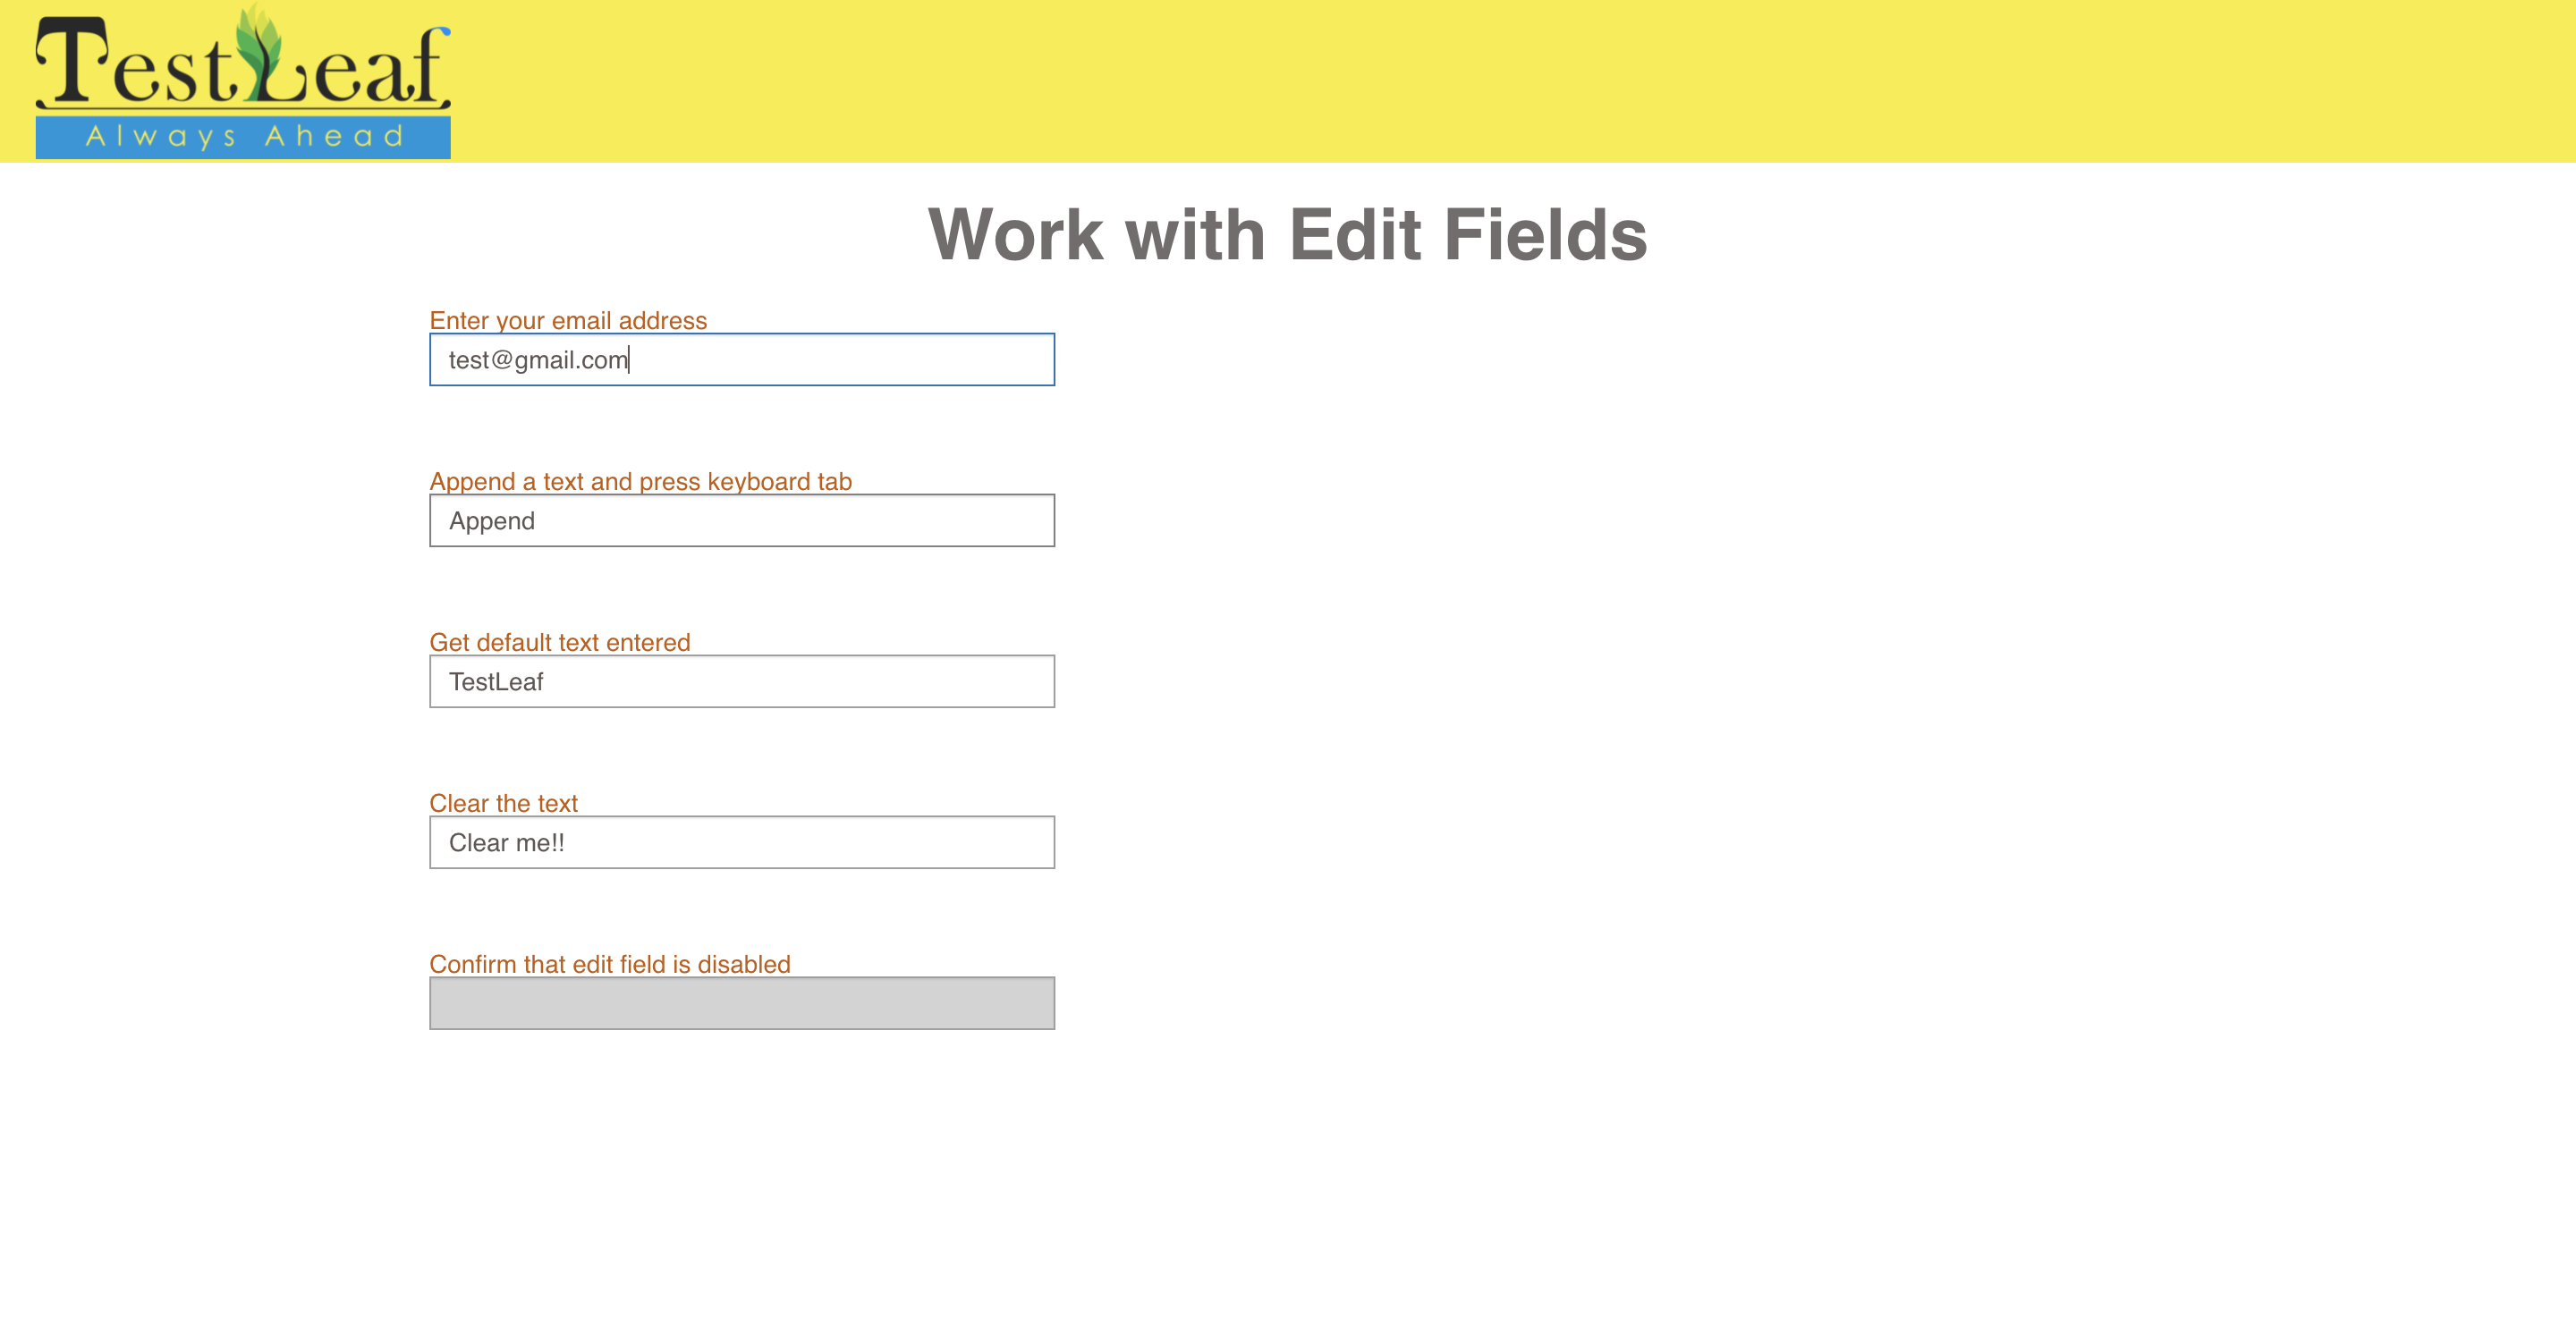 TestLeaf
Always Ahead
Work with Edit Fields
Enter your email address
test@gmail.com
Append a text and press keyboard tab
Append
Get default text entered
TestLeaf
Clear the text
Clear me!!
Confirm that edit field is disabled